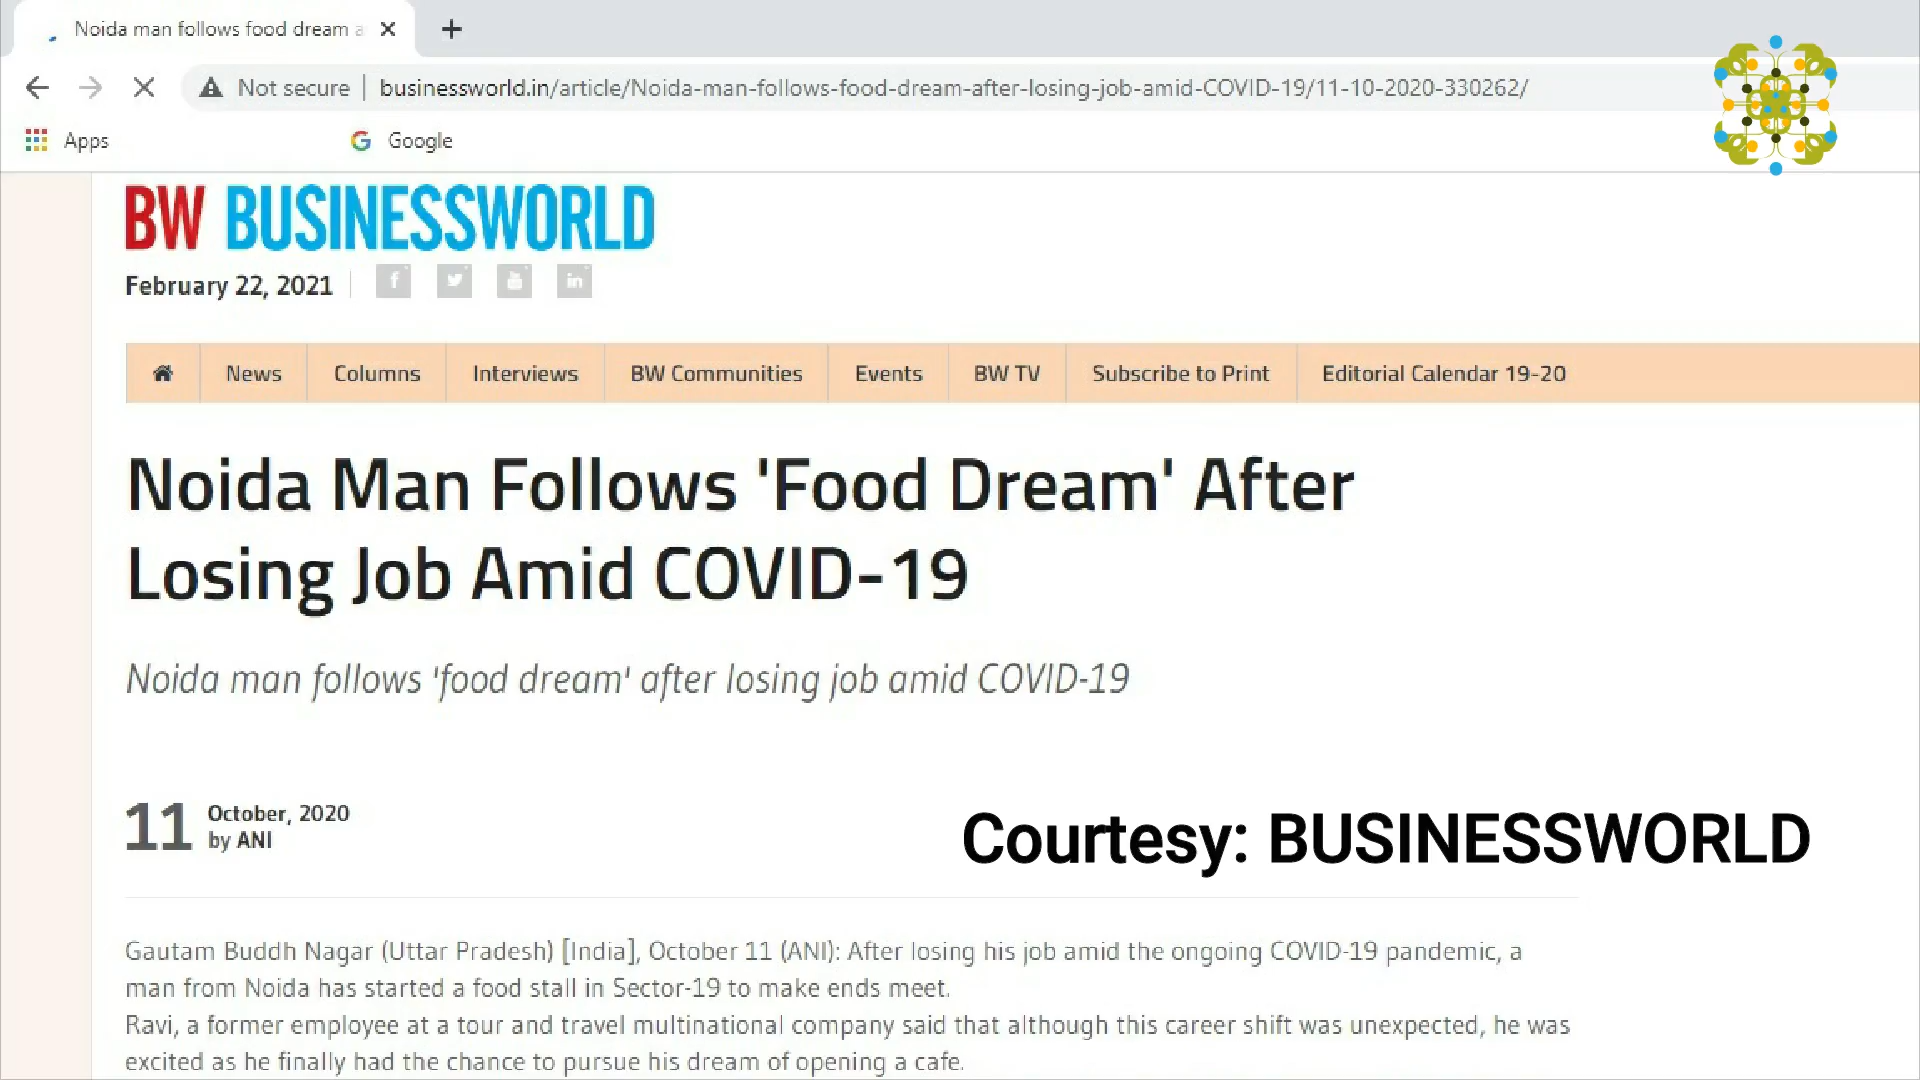 Noida man follows food dream a
Not secure | businessworld.in/article/Noida-man-follows-food-dream-after-losing-job-amid-COVID-19/11-10-2020-330262/
Apps Google
BW BUSINESSWORLD
February 22, 2021
News Columns Interviews BW Communities Events BW TV Subscribe to Print Editorial Calendar 19-20
Noida Man Follows 'Food Dream' After
Losing Job Amid COVID-19
Noida man follows 'food dream' after losing job amid COVID-19
11 October, 2020
by ANI
Courtesy: BUSINESSWORLD
Gautam Buddh Nagar (Uttar Pradesh) [India], October 11 (ANI): After losing his job amid the ongoing COVID-19 pandemic, a
man from Noida has started a food stall in Sector-19 to make ends meet.
Ravi, a former employee at a tour and travel multinational company said that although this career shift was unexpected, he was
excited as he finally had the chance to pursue his dream of opening a cafe.